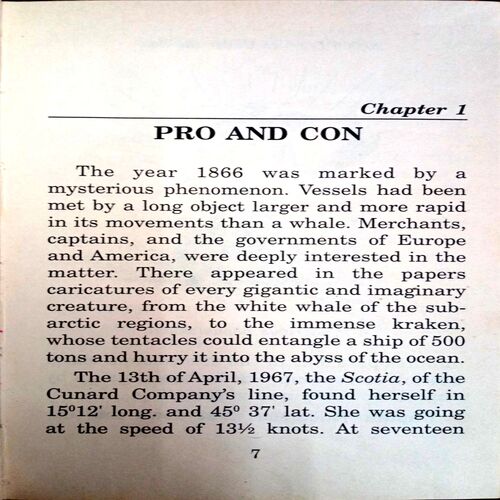 Chapter 1
PRO AND CON
The year 1866 was marked by a
mysterious phenomenon. Vessels had been
met by a long object larger and more rapid
in its movements than a whale. Merchants,
captains, and the governments of Europe
and America, were deeply interested in the
matter. There appeared in the papers
caricatures of every gigantic and imaginary
creature, from the white whale of the sub-
arctic regions, to the immense kraken,
whose tentacles could entangle a ship of 500
tons and hurry it into the abyss of the ocean.
The 13th of April, 1967, the Scotia, of the
Cunard Company's line, found herself in
15⁰12' long. and 45⁰ 37' lat. She was going
at the speed of 13½ knots. At seventeen
7